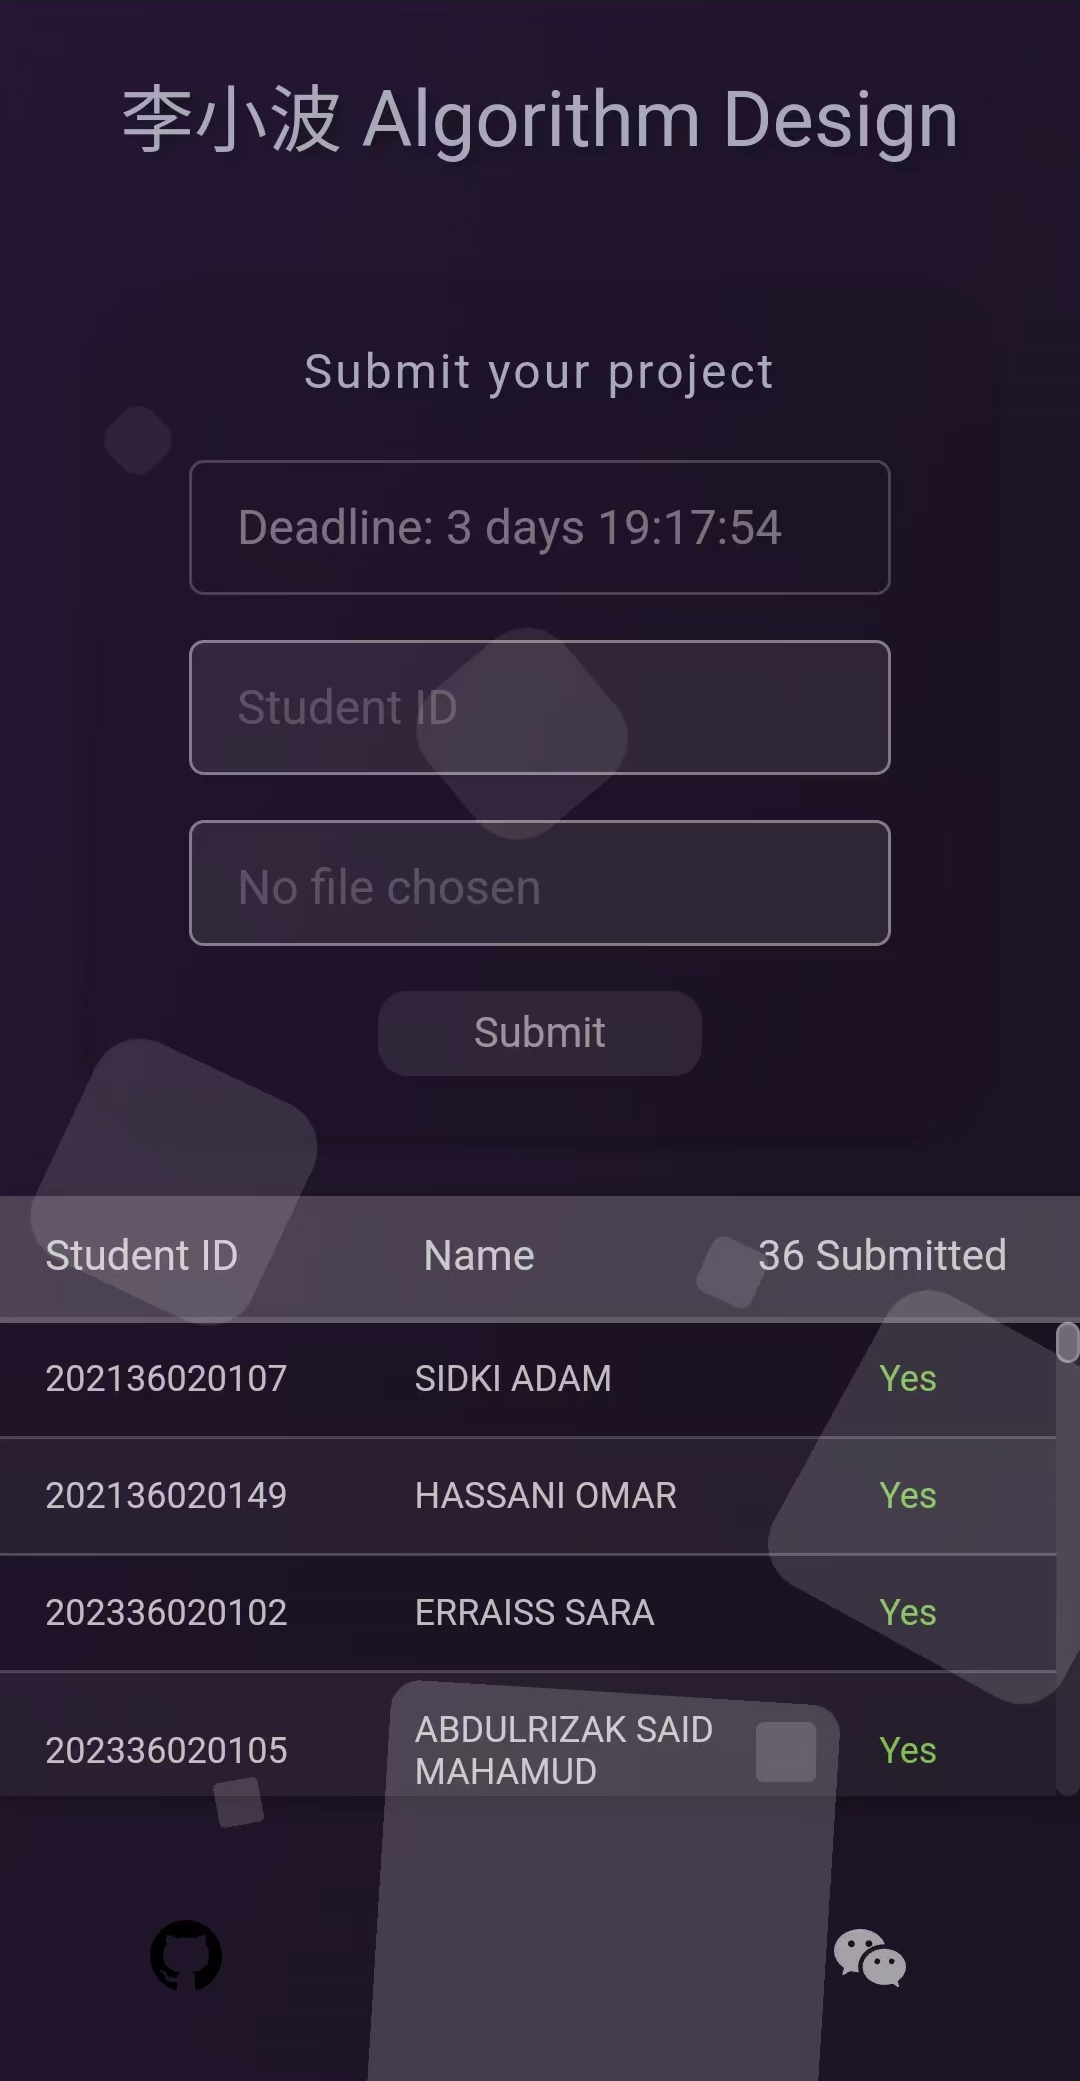 李小波 Algorithm Design
Submit your project
Deadline: 3 days 19:17:54
Student ID
No file chosen
Submit
Student ID Name 36 Submitted
202136020107 SIDKI ADAM Yes
202136020149 HASSANI OMAR Yes
202336020102 ERRAISS SARA Yes
202336020105 ABDULRIZAK SAID MAHAMUD Yes